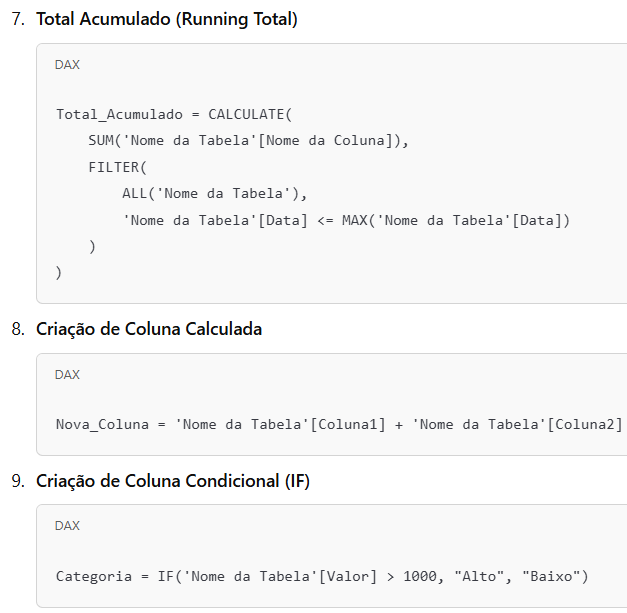 7. Total Acumulado (Running Total)
DAX
Total_Acumulado = CALCULATE(
SUM('Nome da Tabela'[Nome da Coluna]),
FILTER(
ALL('Nome da Tabela'),
'Nome da Tabela'[Data] <= MAX('Nome da Tabela'[Data])
)
)
8. Criação de Coluna Calculada
DAX
Nova_Coluna = 'Nome da Tabela'[Coluna1] + 'Nome da Tabela'[Coluna2]
9. Criação de Coluna Condicional (IF)
DAX
Categoria = IF('Nome da Tabela'[Valor] > 1000, "Alto", "Baixo")